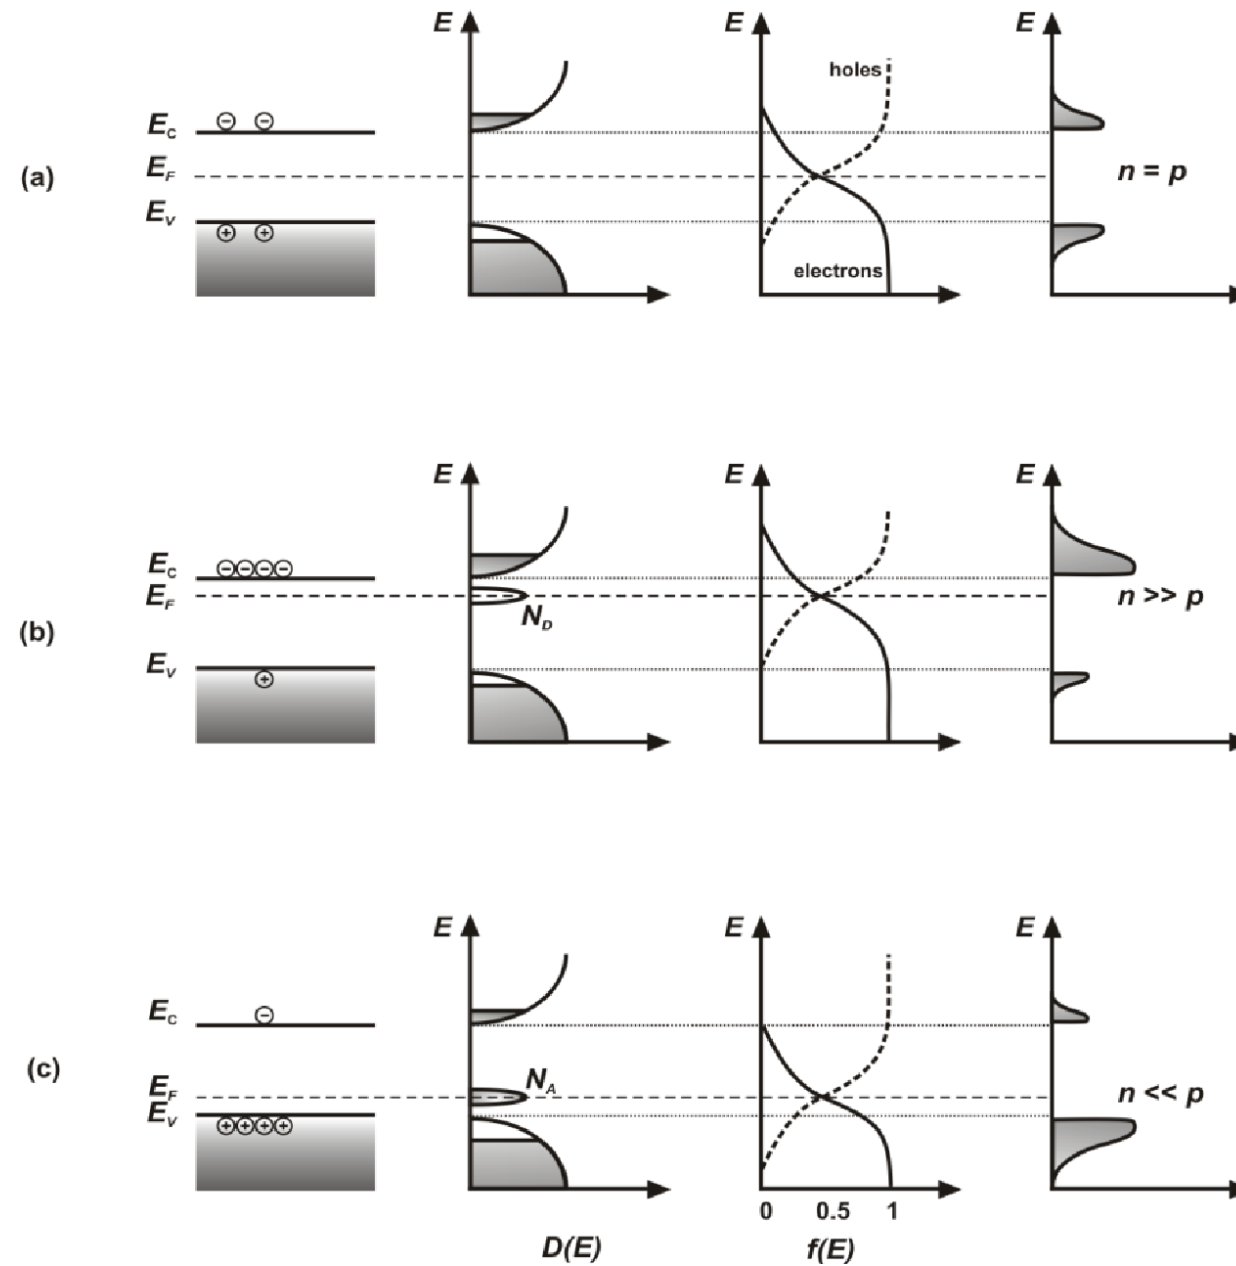 (a)
E_C
E_F
E_V
⊖ ⊖
⊕ ⊕
E
E
holes
electrons
E
n = p
(b)
E_C
E_F
E_V
⊖⊖⊖⊖
⊕
E
N_D
E
E
n >> p
(c)
E_C
E_F
E_V
⊖
⊕⊕⊕⊕
E
N_A
E
E
n << p
0 0.5 1
D(E)
f(E)